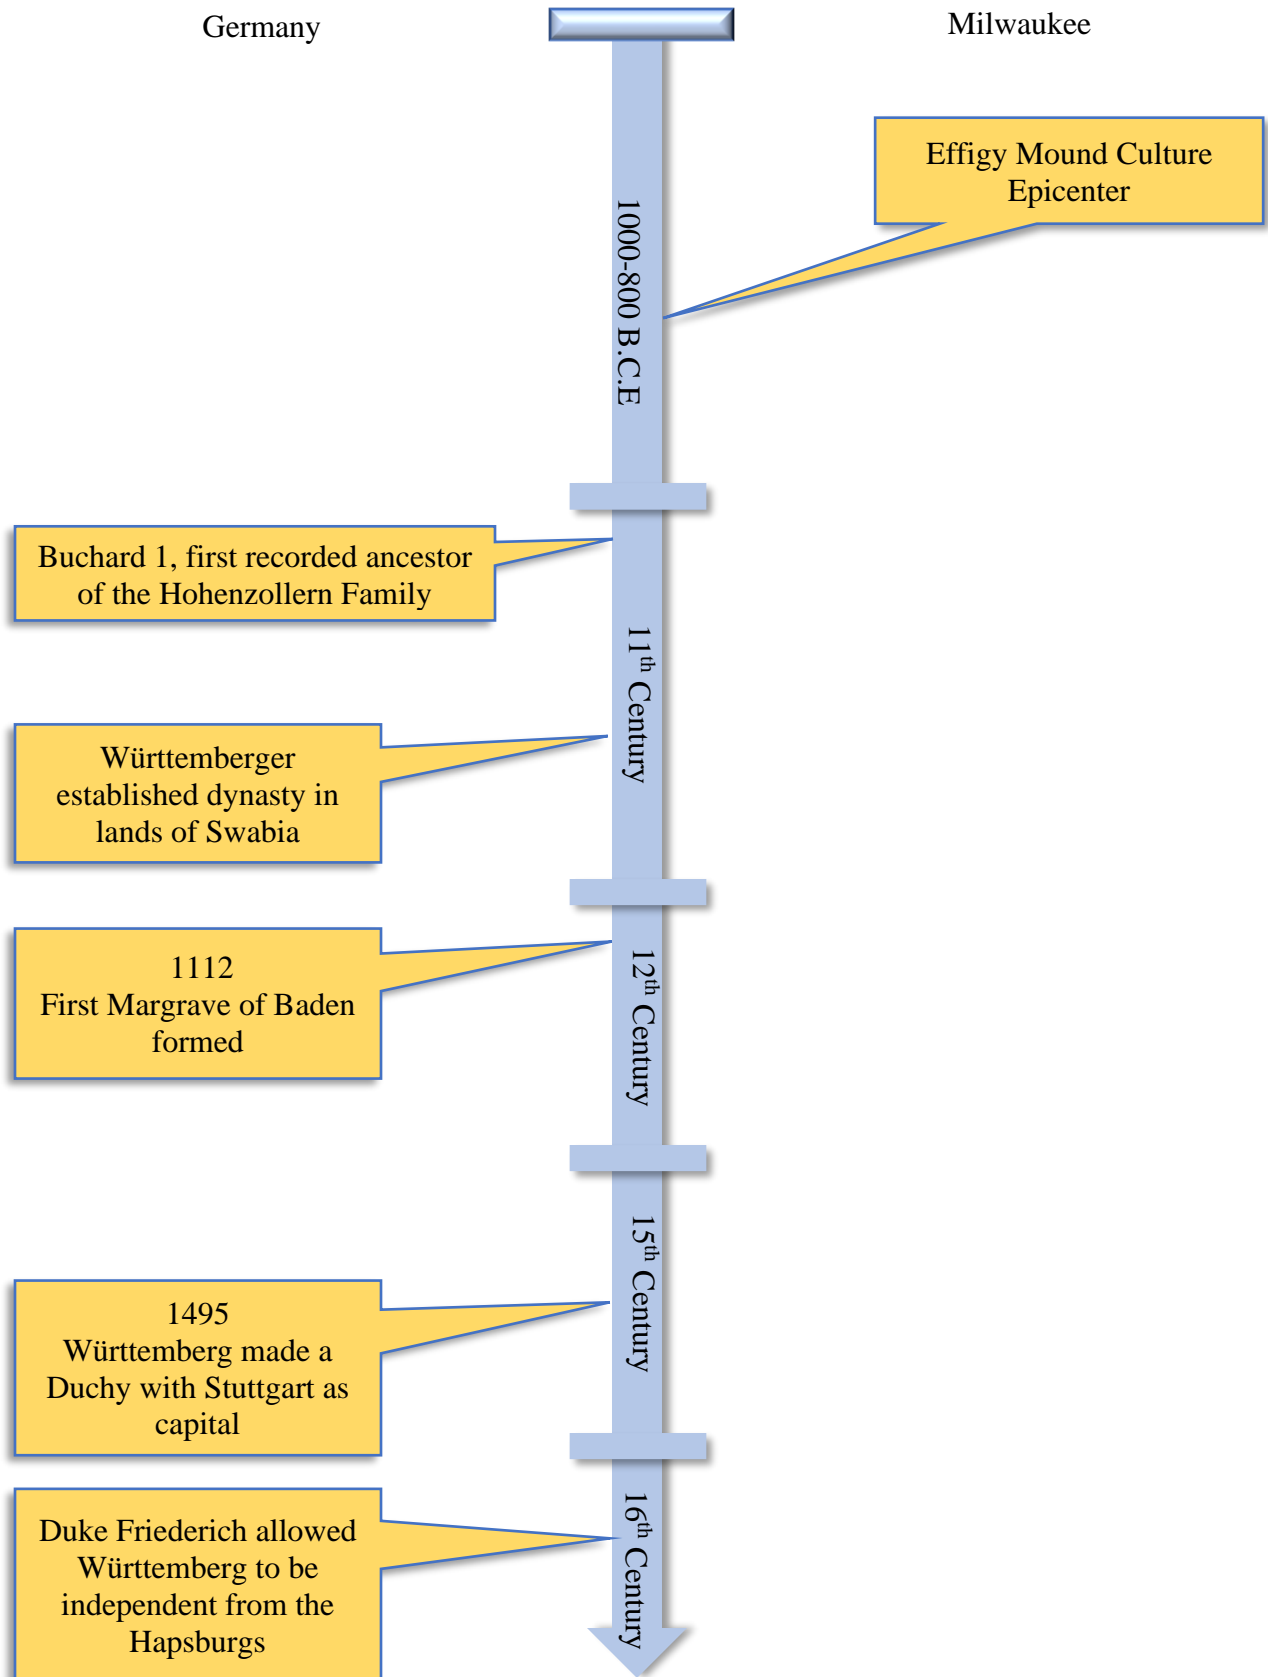 Germany
Milwaukee
Effigy Mound Culture
Epicenter
1000-800 B.C.E
Buchard 1, first recorded ancestor
of the Hohenzollern Family
11th Century
Württemberger
established dynasty in
lands of Swabia
1112
First Margrave of Baden
formed
12th Century
15th Century
1495
Württemberg made a
Duchy with Stuttgart as
capital
16th Century
Duke Friederich allowed
Württemberg to be
independent from the
Hapsburgs